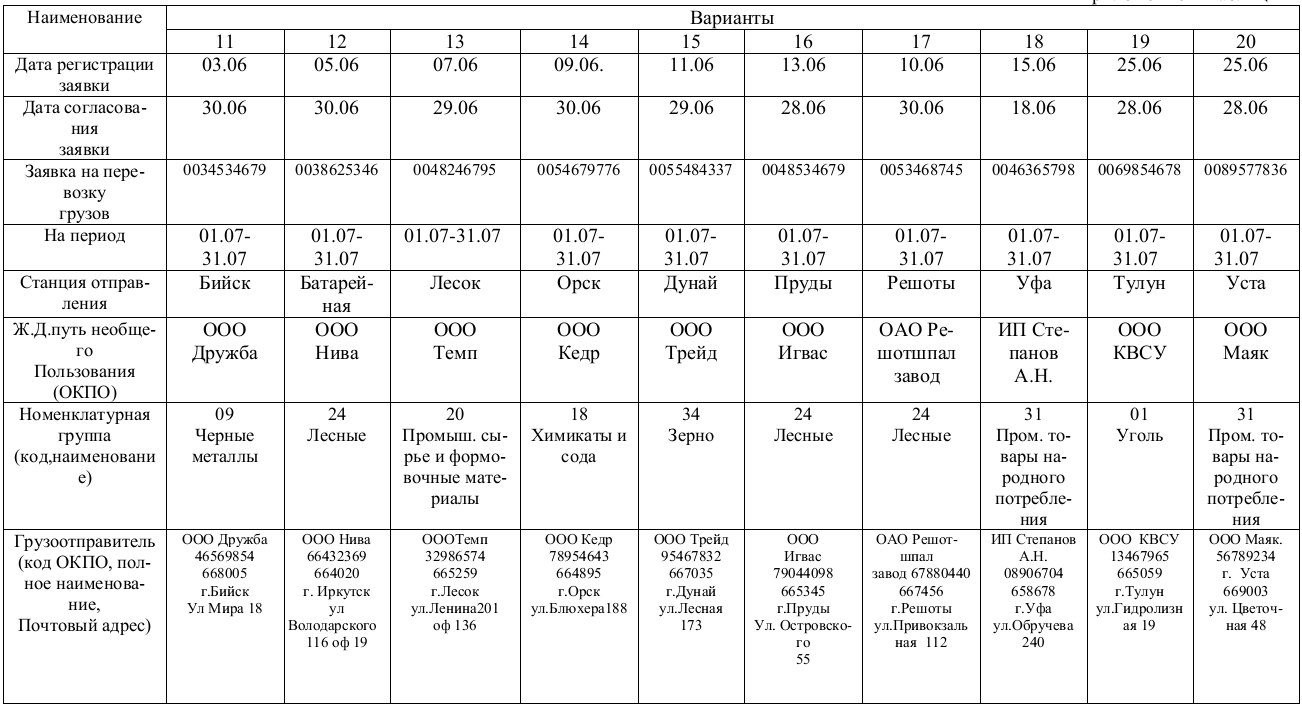 Наименование
Варианты
11 12 13 14 15 16 17 18 19 20
Дата регистрации
заявки
03.06 05.06 07.06 09.06. 11.06 13.06 10.06 15.06 25.06 25.06
Дата согласова-
ния
заявки
30.06 30.06 29.06 30.06 29.06 28.06 30.06 18.06 28.06 28.06
Заявка на пере-
возку
грузов
0034534679 0038625346 0048246795 0054679776 0055484337 0048534679 0053468745 0046365798 0069854678 0089577836
На период
01.07-
31.07
01.07-
31.07
01.07-31.07
01.07-
31.07
01.07-
31.07
01.07-
31.07
01.07-
31.07
01.07-
31.07
01.07-
31.07
01.07-
31.07
Станция отправ-
ления
Бийск
Батарей-
ная
Лесок
Орск
Дунай
Пруды
Решоты
Уфа
Тулун
Уста
Ж.Д.путь необще-
го
Пользования
(ОКПО)
ООО
Дружба
ООО
Нива
ООО
Темп
ООО
Кедр
ООО
Трейд
ООО
Игвас
ОАО Ре-
шотшпал
завод
ИП Сте-
панов
А.Н.
ООО
КВСУ
ООО
Маяк
Номенклатурная
группа
(код,наименовани
е)
09
Черные
металлы
24
Лесные
20
Промыш. сы-
рье и формо-
вочные мате-
риалы
18
Химикаты и
сода
34
Зерно
24
Лесные
24
Лесные
31
Пром. то-
вары на-
родного
потребле-
ния
01
Уголь
31
Пром. то-
вары на-
родного
потребле-
ния
Грузоотправитель
(код ОКПО, пол-
ное наименова-
ние,
Почтовый адрес)
ООО Дружба
46569854
668005
г.Бийск
Ул Мира 18
ООО Нива
66432369
664020
г. Иркутск
ул
Володарского
116 оф 19
ОООТемп
32986574
665259
г.Лесок
ул.Ленина201
оф 136
ООО Кедр
78954643
664895
г.Орск
ул.Блюхера188
ООО Трейд
95467832
667035
г.Дунай
ул.Лесная
173
ООО
Игвас
79044098
665345
г.Пруды
Ул. Островско-
го
55
ОАО Решот-
шпал
завод 67880440
667456
г.Решоты
ул.Привокзаль
ная 112
ИП Степанов
А.Н.
08906704
658678
г.Уфа
ул.Обручева
240
ООО КВСУ
13467965
665059
г.Тулун
ул.Гидролизн
ая 19
ООО Маяк.
56789234
г. Уста
669003
ул. Цветоч-
ная 48